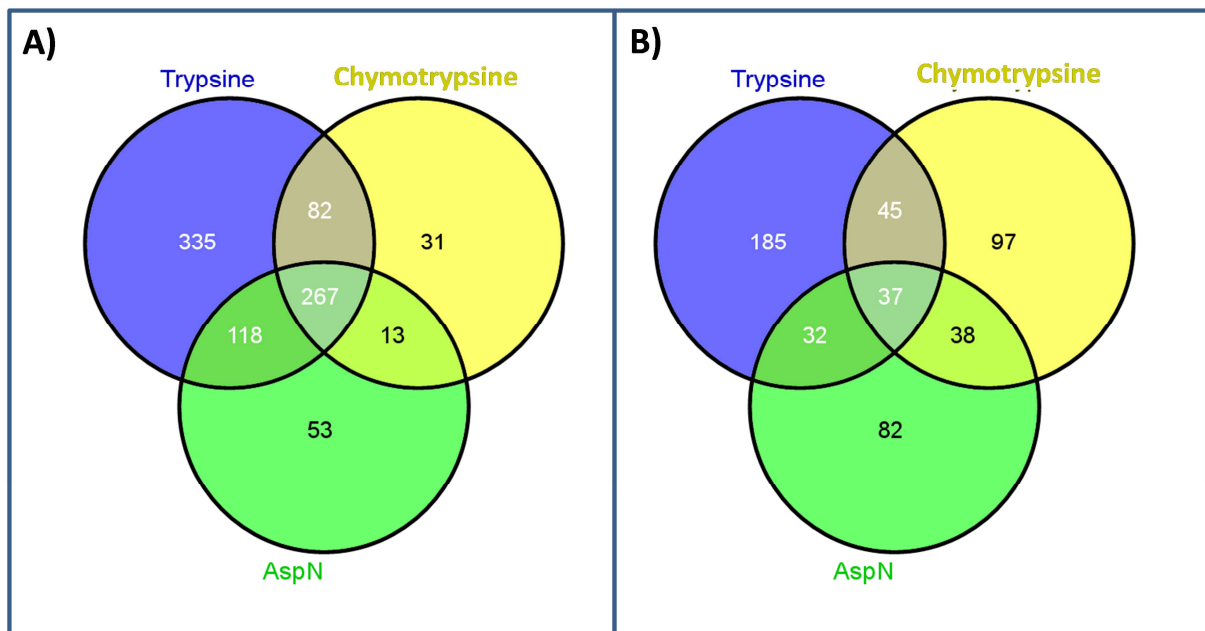 A)
Trypsine
Chymotrypsine
82
335
31
267
118
13
53
AspN
B)
Trypsine
Chymotrypsine
45
185
97
37
32
38
82
AspN